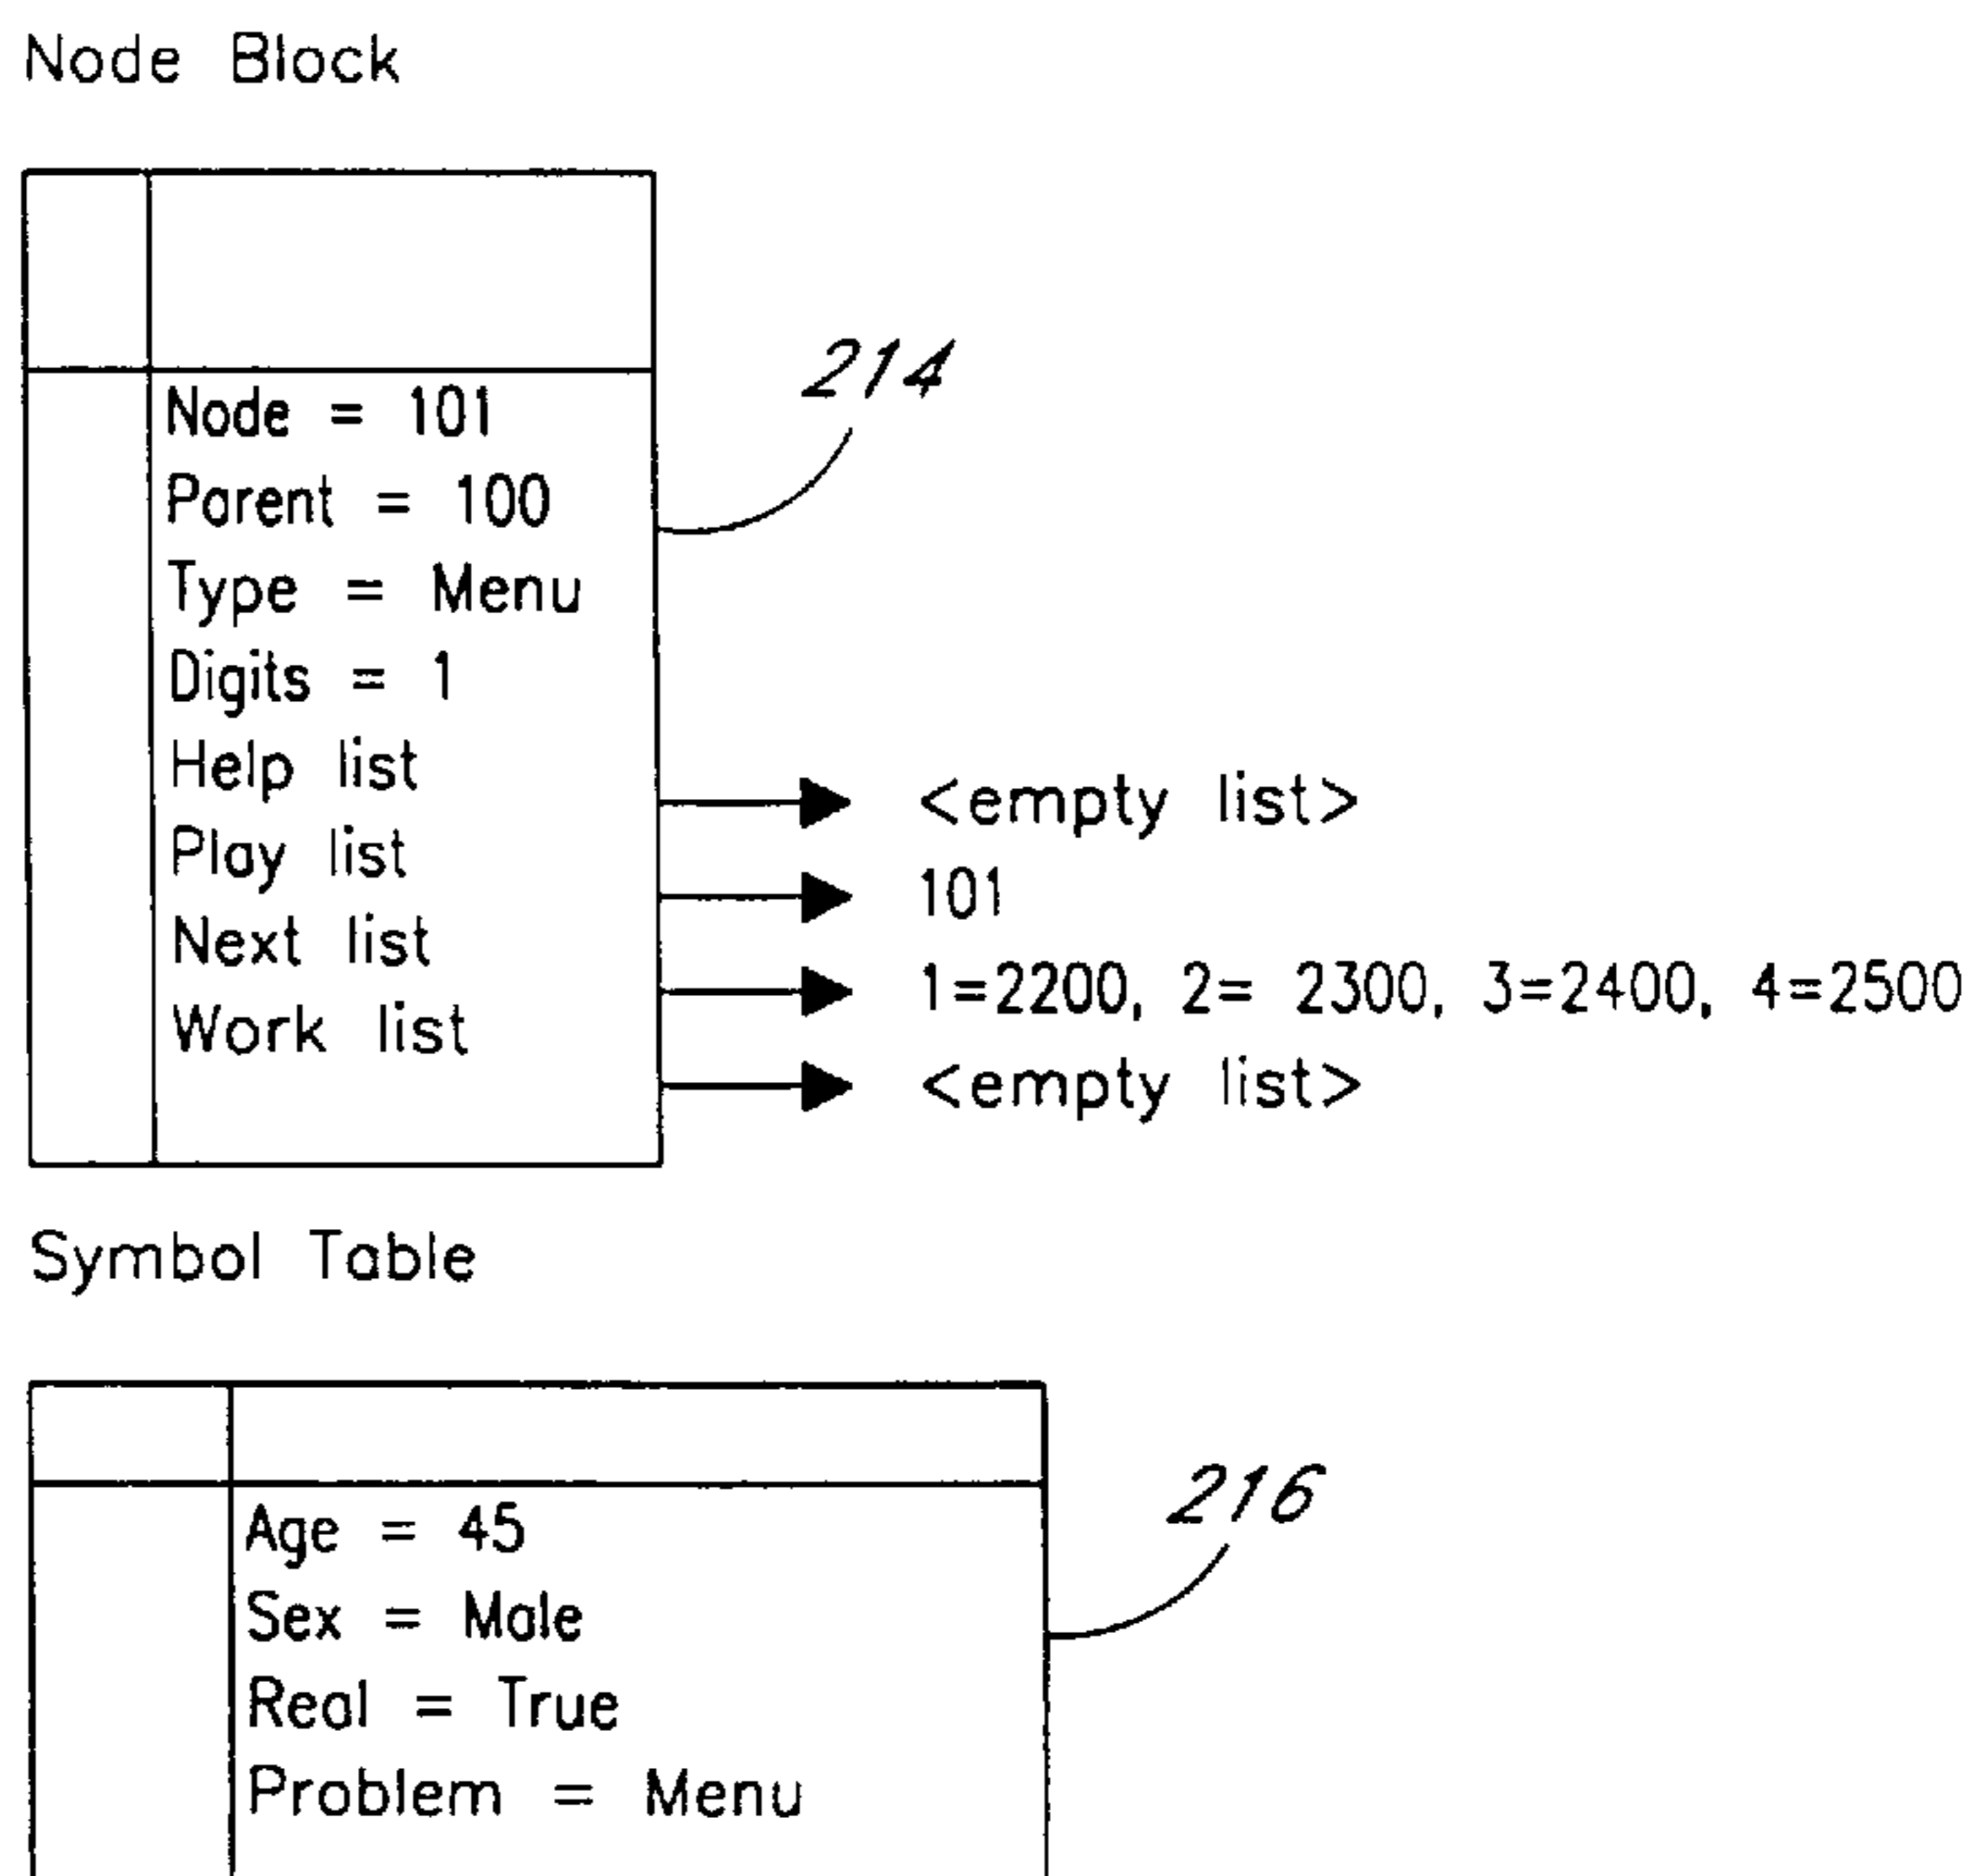 Node Block
214
Node = 101
Parent = 100
Type = Menu
Digits = 1
Help list
<empty list>
Play list
101
Next list
1=2200, 2= 2300, 3=2400, 4=2500
Work list
<empty list>
Symbol Table
216
Age = 45
Sex = Male
Real = True
Problem = Menu